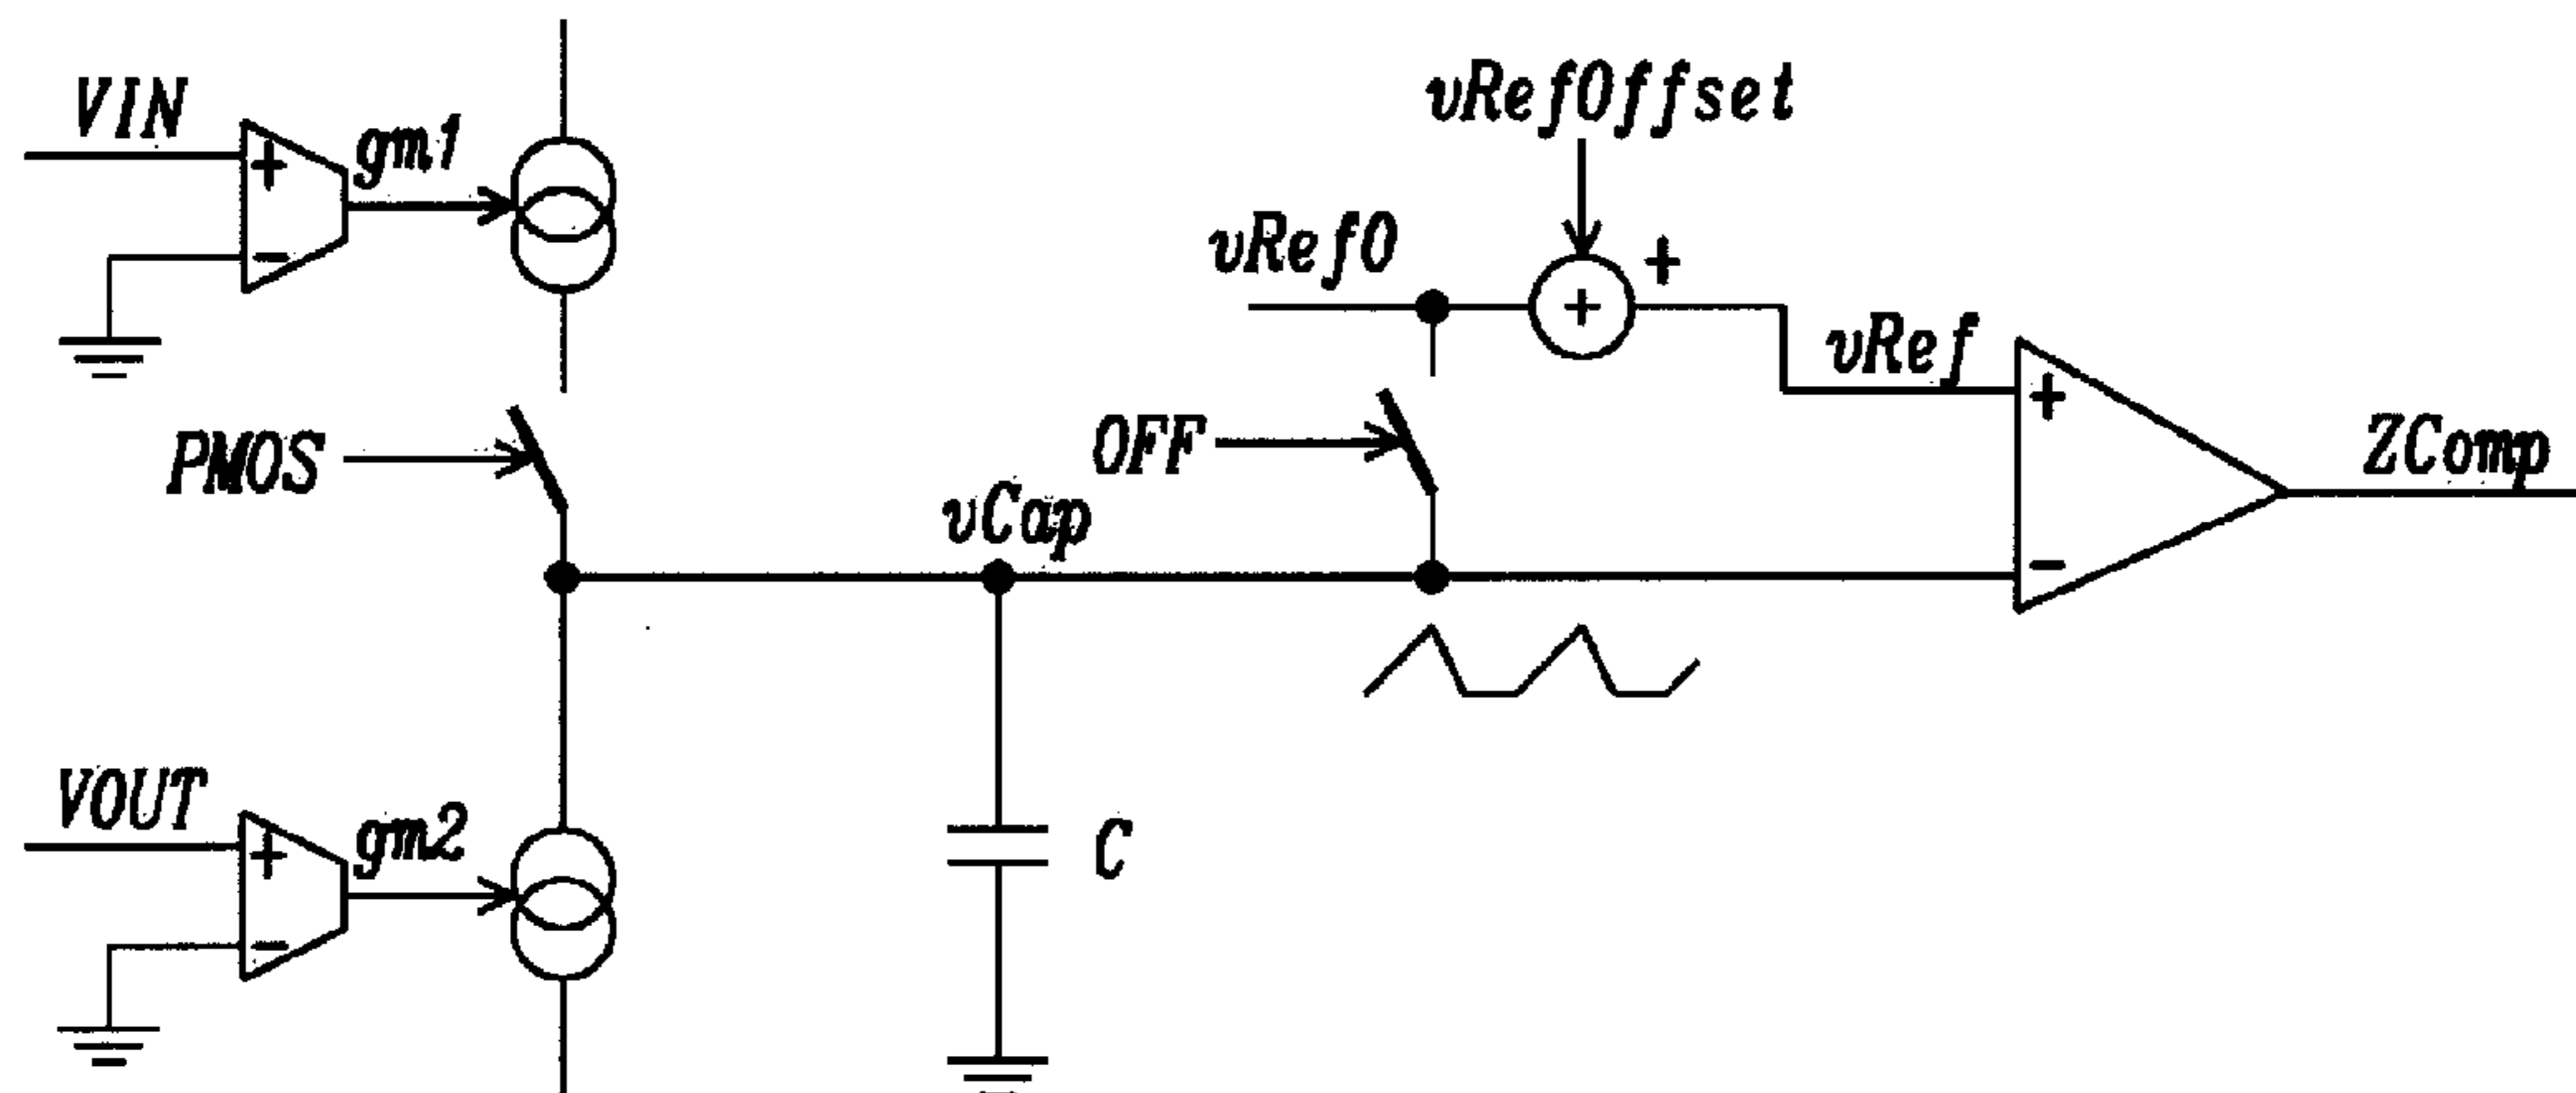 VIN
gm1
vRefOffset
vRef0
+
+
+
-
vRef
+
PMOS
OFF
ZComp
vCap
-
VOUT
gm2
+
-
C